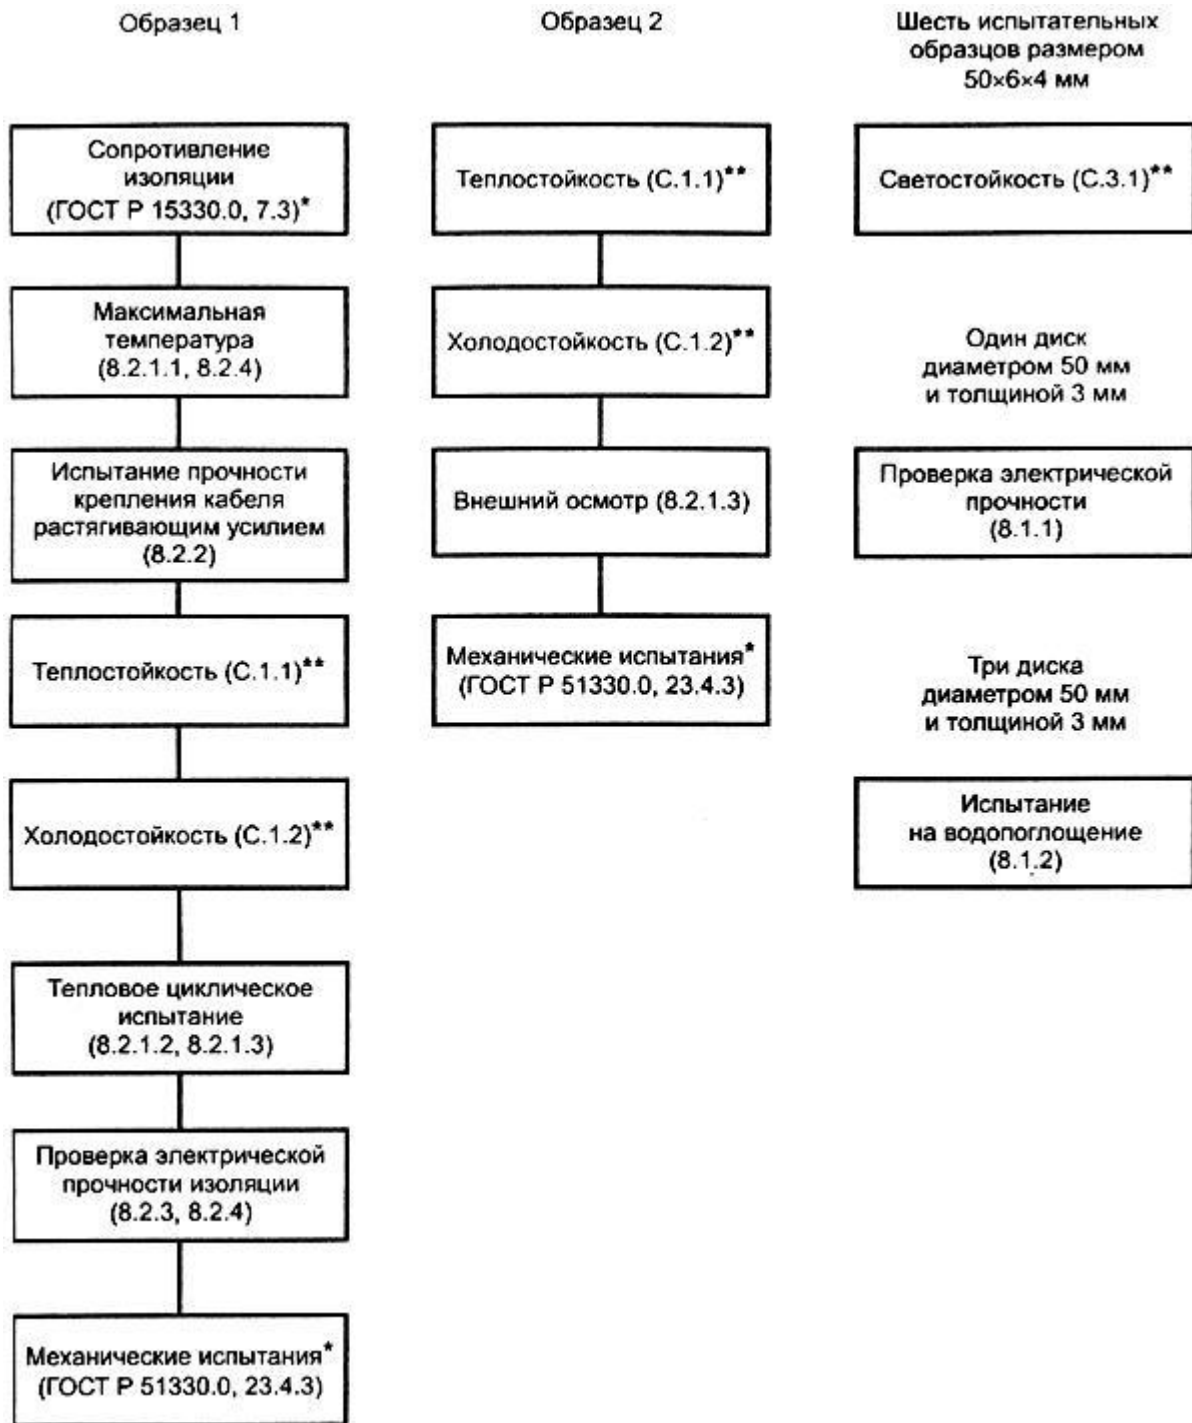 Образец 1
Сопротивление
изоляции
(ГОСТ Р 15330.0, 7.3)*
Максимальная
температура
(8.2.1.1, 8.2.4)
Испытание прочности
крепления кабеля
растягивающим усилием
(8.2.2)
Теплостойкость (С.1.1)**
Холодостойкость (С.1.2)**
Тепловое циклическое
испытание
(8.2.1.2, 8.2.1.3)
Проверка электрической
прочности изоляции
(8.2.3, 8.2.4)
Механические испытания*
(ГОСТ Р 51330.0, 23.4.3)
Образец 2
Теплостойкость (С.1.1)**
Холодостойкость (С.1.2)**
Внешний осмотр (8.2.1.3)
Механические испытания*
(ГОСТ Р 51330.0, 23.4.3)
Шесть испытательных
образцов размером
50×6×4 мм
Светостойкость (С.3.1)**
Один диск
диаметром 50 мм
и толщиной 3 мм
Проверка электрической
прочности
(8.1.1)
Три диска
диаметром 50 мм
и толщиной 3 мм
Испытание
на водопоглощение
(8.1.2)